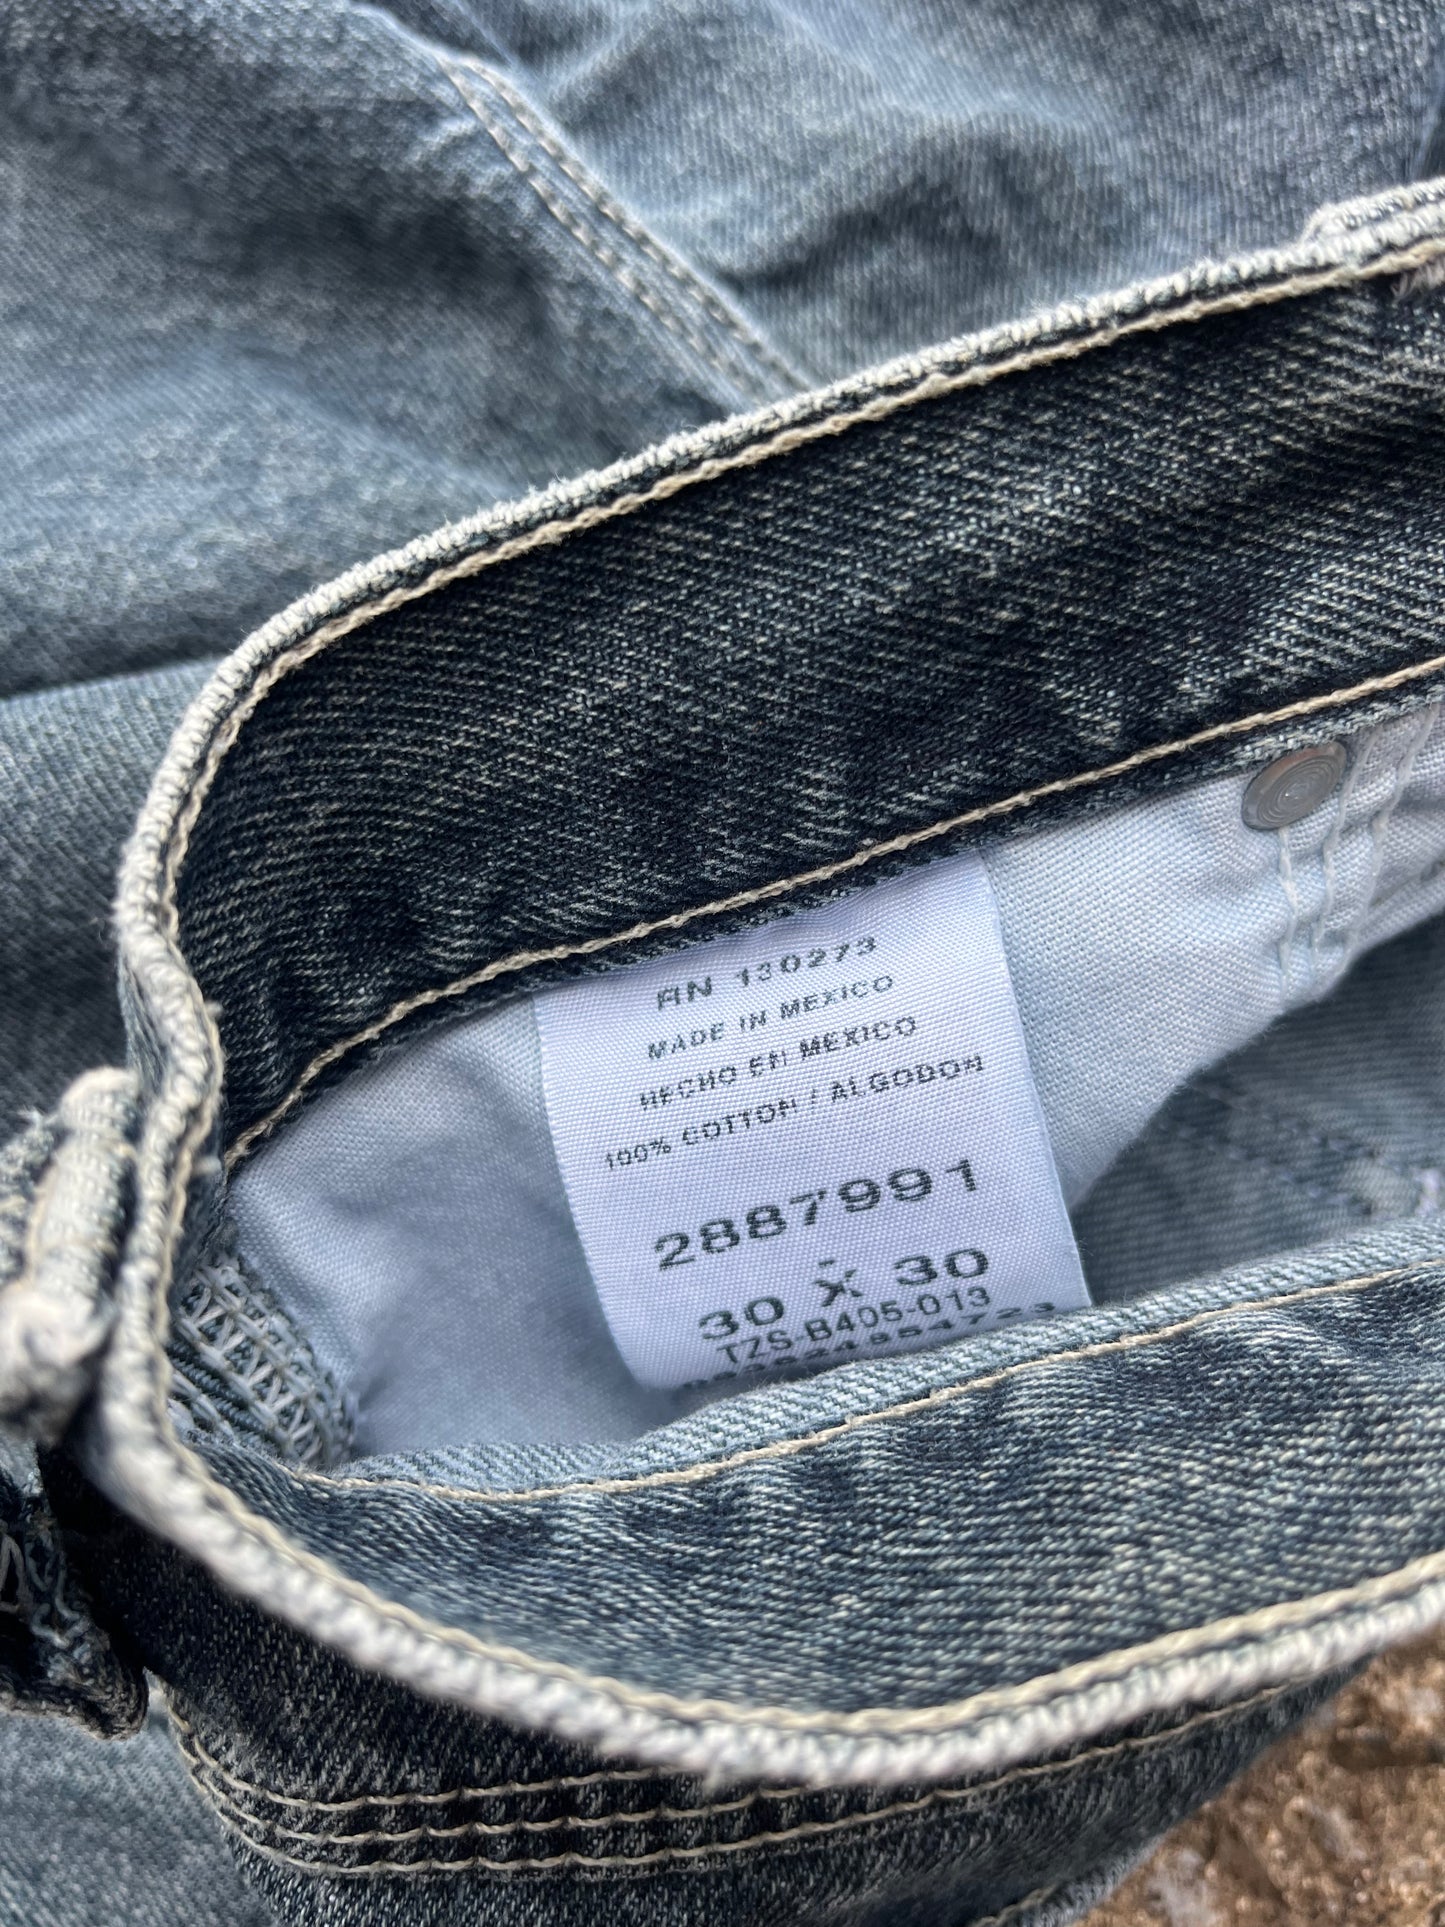 RN 130273
MADE IN MEXICO
HECHO EN MEXICO
100% COTTON / ALGODON
2887991
30 X 30
TZS-B405-013